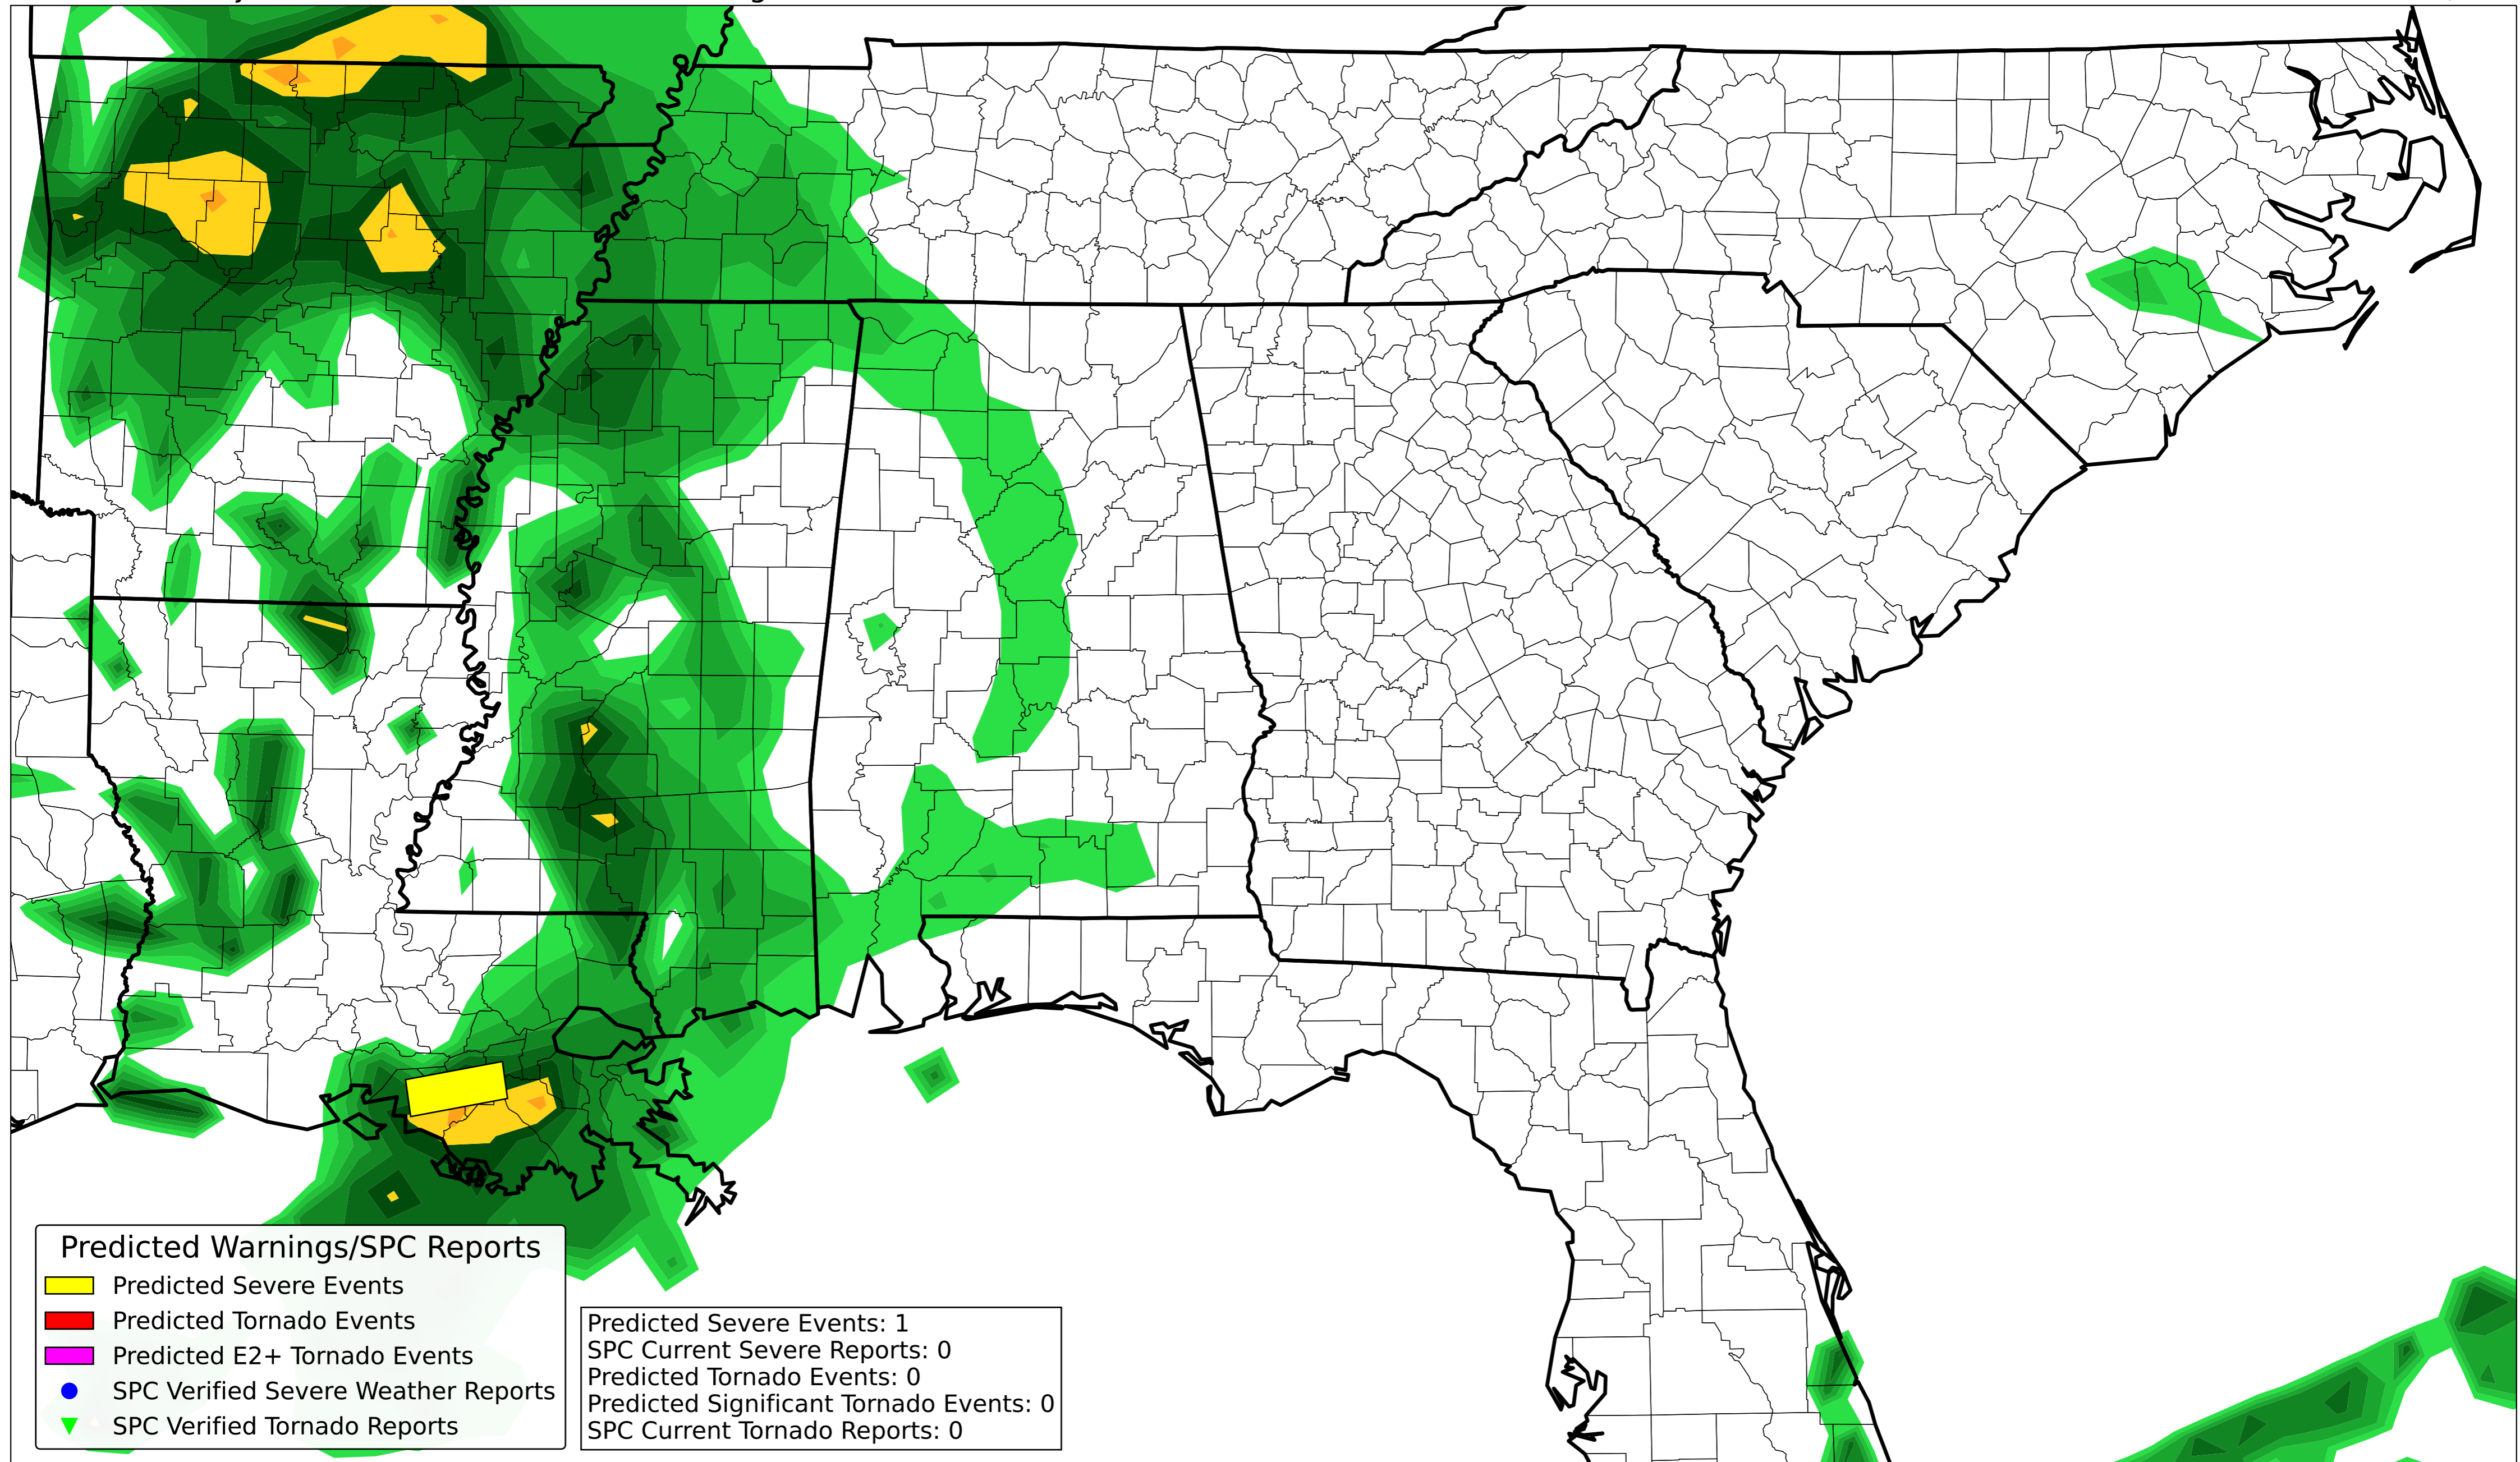 Predicted Warnings/SPC Reports
Predicted Severe Events
Predicted Tornado Events
Predicted E2+ Tornado Events
SPC Verified Severe Weather Reports
SPC Verified Tornado Reports
Predicted Severe Events: 1
SPC Current Severe Reports: 0
Predicted Tornado Events: 0
Predicted Significant Tornado Events: 0
SPC Current Tornado Reports: 0